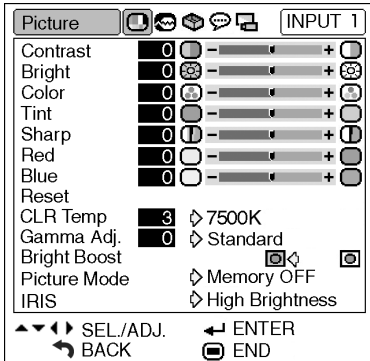 Picture INPUT 1
Contrast 0 - +
Bright 0 - +
Color 0 - +
Tint 0 - +
Sharp 0 - +
Red 0 - +
Blue 0 - +
Reset
CLR Temp 3 7500K
Gamma Adj. 0 Standard
Bright Boost
Picture Mode Memory OFF
IRIS High Brightness
SEL./ADJ. ENTER
BACK END